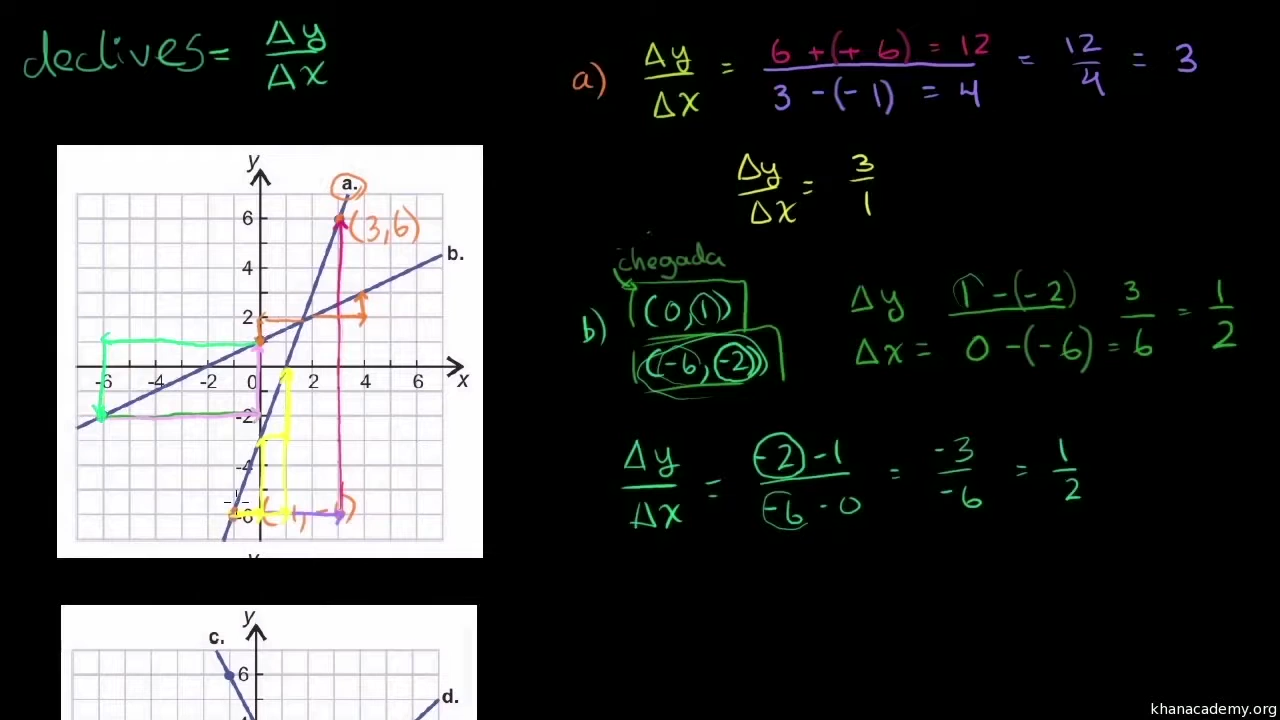 declives = Δy
Δx
a) Δy/Δx = 6 + (+ 6) = 12 / 3 - (-1) = 4 = 12/4 = 3
Δy/Δx = 3/1
chegada
b) (0,1)
(-6, -2)
Δy 1 - (-2) 3
Δx = 0 - (-6) = 6 = 1/2
Δy/Δx = -2 - 1 / -6 - 0 = -3/-6 = 1/2
y
a.
6 (3,6)
b.
4
2
-6 -4 -2 0 2 4 6 x
-2
-4
-6
y
c.
6
d.
khanacademy.org